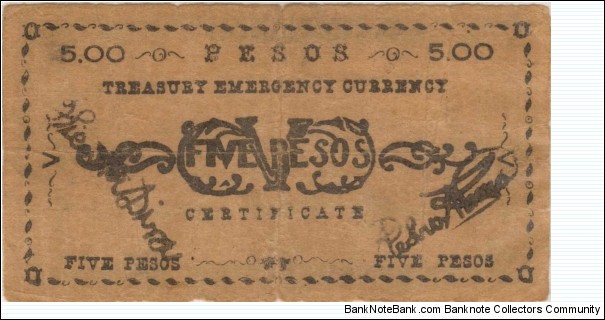 5.00 PESOS 5.00
TREASURY EMERGENCY CURRENCY
V
FIVE PESOS
CERTIFICATE
Pedro
FIVE PESOS FIVE PESOS
BankNoteBank.com - Banknote Collectors Community